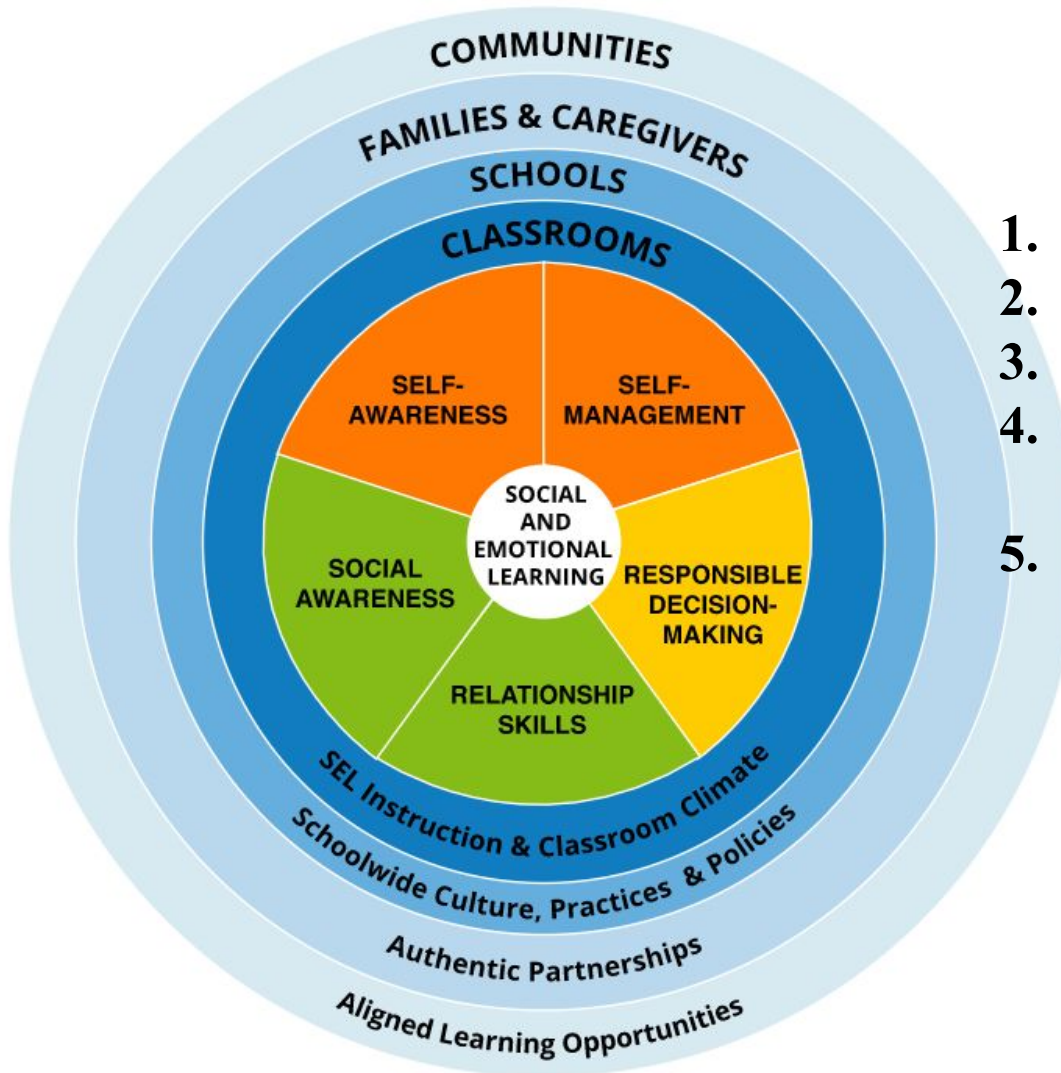 COMMUNITIES
FAMILIES & CAREGIVERS
SCHOOLS
CLASSROOMS
SELF-
AWARENESS
SELF-
MANAGEMENT
SOCIAL
AND
EMOTIONAL
LEARNING
SOCIAL
AWARENESS
RESPONSIBLE
DECISION-
MAKING
RELATIONSHIP
SKILLS
SEL Instruction & Classroom Climate
Schoolwide Culture, Practices & Policies
Authentic Partnerships
Aligned Learning Opportunities
1.
2.
3.
4.
5.